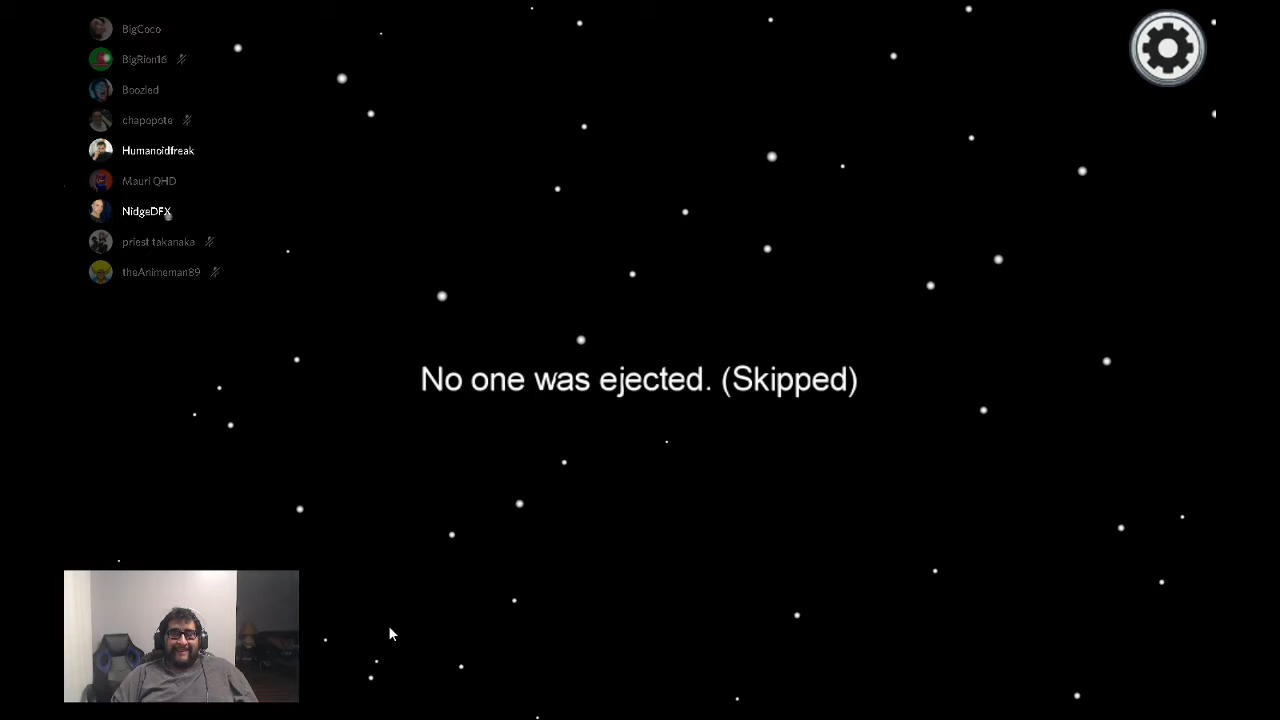 BigCoco
BigRion16
Boozled
chapopote
Humanoidfreak
Mauri QHD
NidgeDFX
priest takanaka
theAnimeman89
No one was ejected. (Skipped)